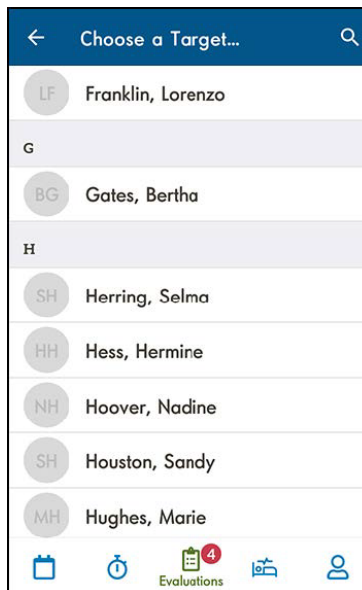 Choose a Target...
LF Franklin, Lorenzo
G
BG Gates, Bertha
H
SH Herring, Selma
HH Hess, Hermine
NH Hoover, Nadine
SH Houston, Sandy
MH Hughes, Marie
4
Evaluations